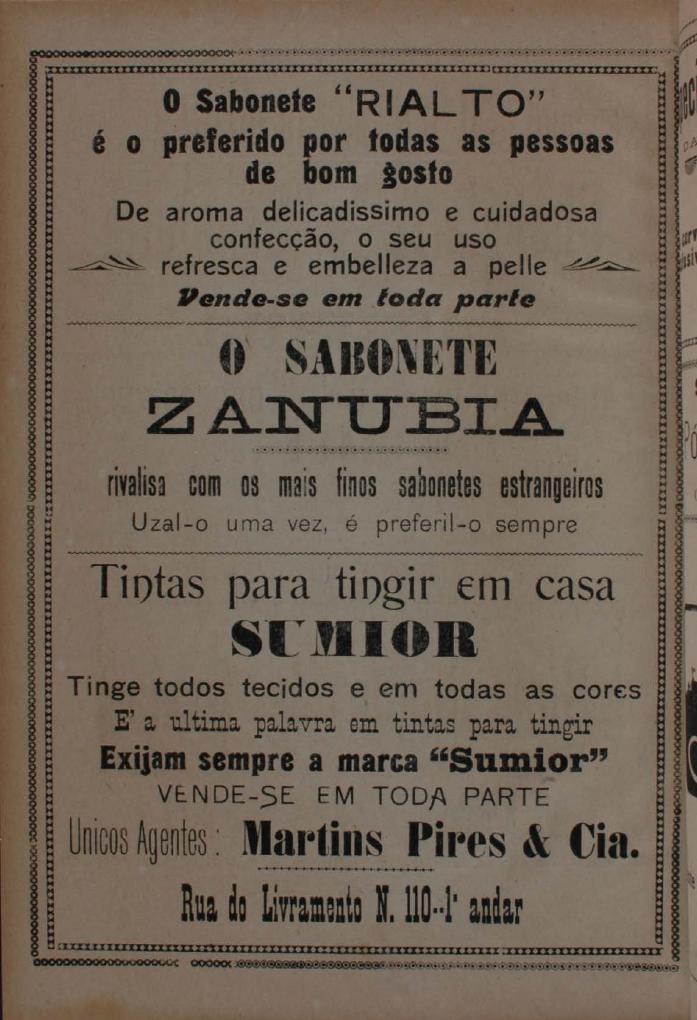 O Sabonete "RIALTO"
é o preferido por todas as pessoas
de bom gosto
De aroma delicadissimo e cuidadosa
confecção, o seu uso
refresca e embelleza a pelle
Vende-se em toda parte
O SABONETE
ZANUBIA
rivalisa com os mais finos sabonetes estrangeiros
Uzal-o uma vez, é preferil-o sempre
Tintas para tingir em casa
SUMIOR
Tinge todos tecidos e em todas as cores
E' a ultima palavra em tintas para tingir
Exijam sempre a marca "Sumior"
VENDE-SE EM TODA PARTE
Unicos Agentes: Martins Pires & Cia.
Rua do Livramento N. 110--1º andar